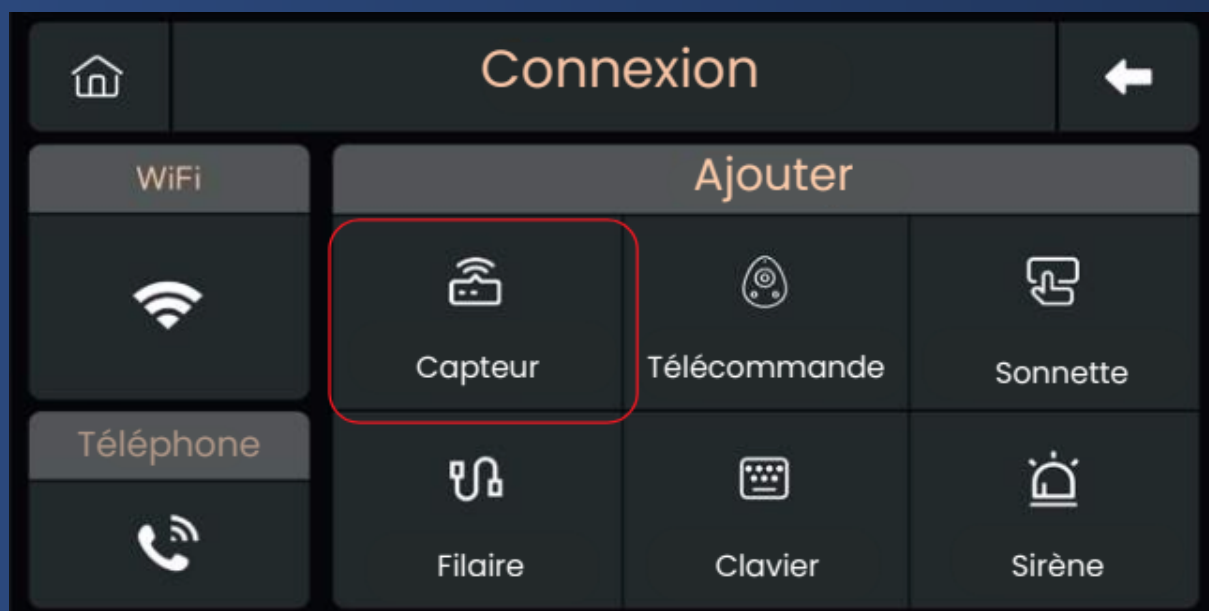 Connexion
WiFi
Ajouter
Capteur
Télécommande
Sonnette
Téléphone
Filaire
Clavier
Sirène